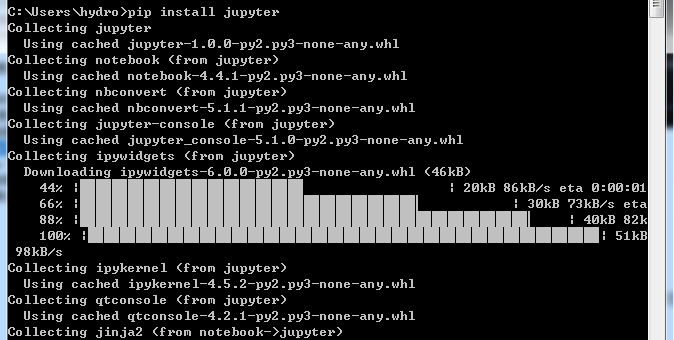 C:\Users\hydro>pip install jupyter
Collecting jupyter
Using cached jupyter-1.0.0-py2.py3-none-any.whl
Collecting notebook (from jupyter)
Using cached notebook-4.4.1-py2.py3-none-any.whl
Collecting nbconvert (from jupyter)
Using cached nbconvert-5.1.1-py2.py3-none-any.whl
Collecting jupyter-console (from jupyter)
Using cached jupyter_console-5.1.0-py2.py3-none-any.whl
Collecting ipywidgets (from jupyter)
Downloading ipywidgets-6.0.0-py2.py3-none-any.whl (46kB)
44% | | 20kB 86kB/s eta 0:00:01
66% | | 30kB 73kB/s eta
88% | | 40kB 82k
100% | | 51kB
98kB/s
Collecting ipykernel (from jupyter)
Using cached ipykernel-4.5.2-py2.py3-none-any.whl
Collecting qtconsole (from jupyter)
Using cached qtconsole-4.2.1-py2.py3-none-any.whl
Collecting jinja2 (from notebook->jupyter)